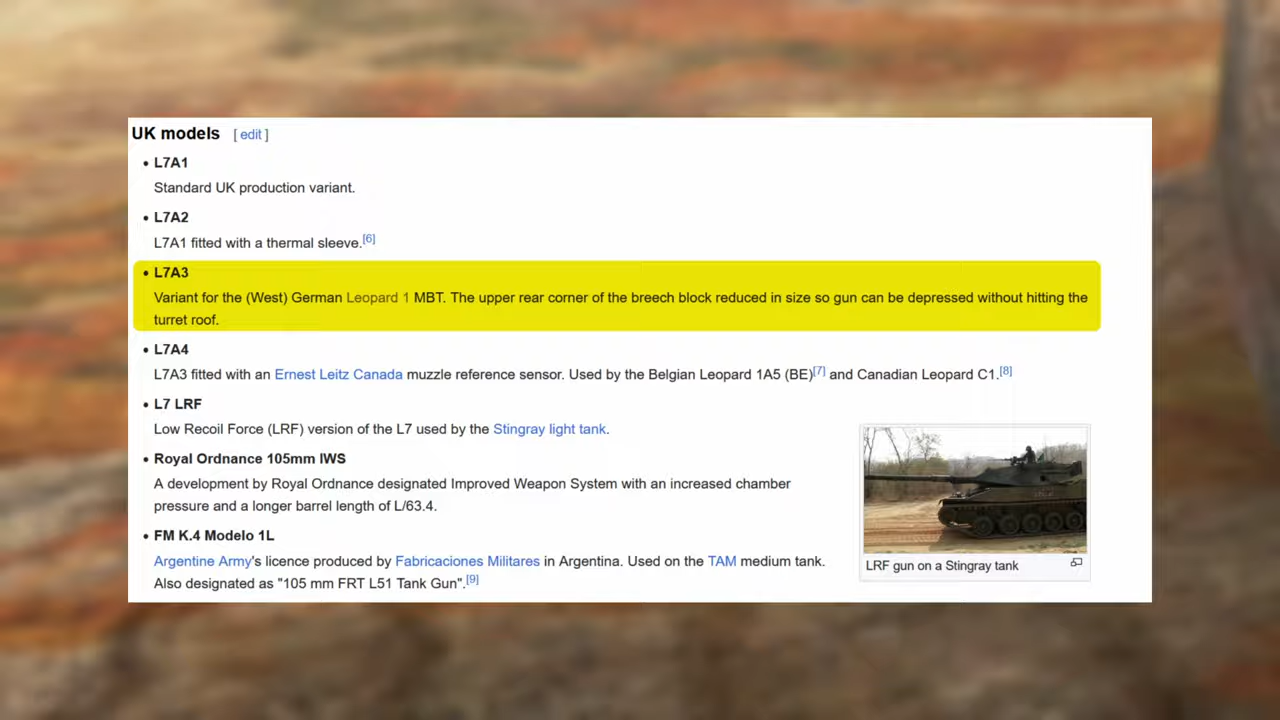 UK models [ edit ]
• L7A1
Standard UK production variant.
• L7A2
L7A1 fitted with a thermal sleeve.[6]
• L7A3
Variant for the (West) German Leopard 1 MBT. The upper rear corner of the breech block reduced in size so gun can be depressed without hitting the
turret roof.
• L7A4
L7A3 fitted with an Ernest Leitz Canada muzzle reference sensor. Used by the Belgian Leopard 1A5 (BE)[7] and Canadian Leopard C1.[8]
• L7 LRF
Low Recoil Force (LRF) version of the L7 used by the Stingray light tank.
• Royal Ordnance 105mm IWS
A development by Royal Ordnance designated Improved Weapon System with an increased chamber
pressure and a longer barrel length of L/63.4.
• FM K.4 Modelo 1L
Argentine Army's licence produced by Fabricaciones Militares in Argentina. Used on the TAM medium tank.
Also designated as "105 mm FRT L51 Tank Gun".[9]
LRF gun on a Stingray tank